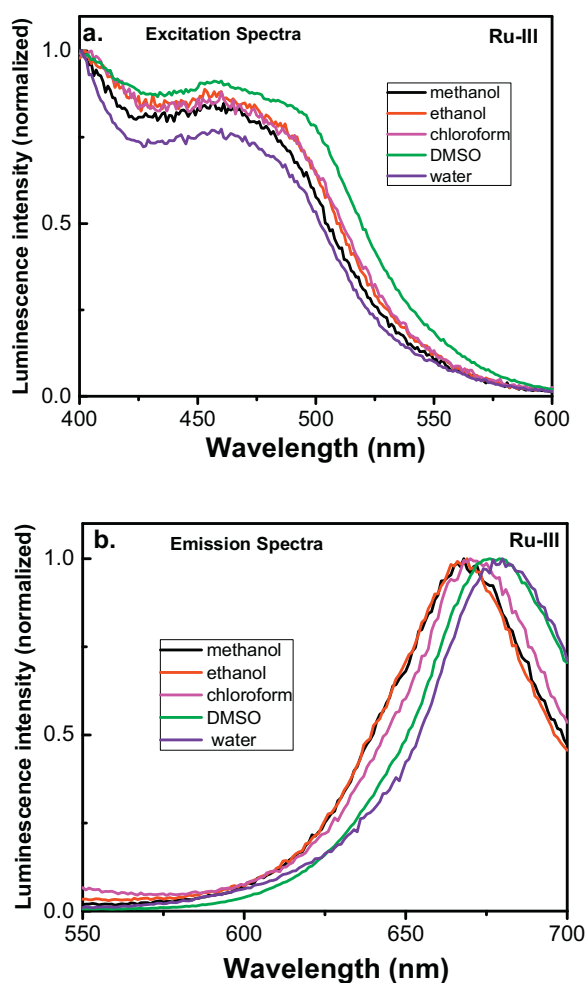 a.
Excitation Spectra
Ru-III
methanol
ethanol
chloroform
DMSO
water
Luminescence intensity (normalized)
1.0
0.5
0.0
400 450 500 550 600
Wavelength (nm)
b.
Emission Spectra
Ru-III
methanol
ethanol
chloroform
DMSO
water
Luminescence intensity (normalized)
1.0
0.5
0.0
550 600 650 700
Wavelength (nm)